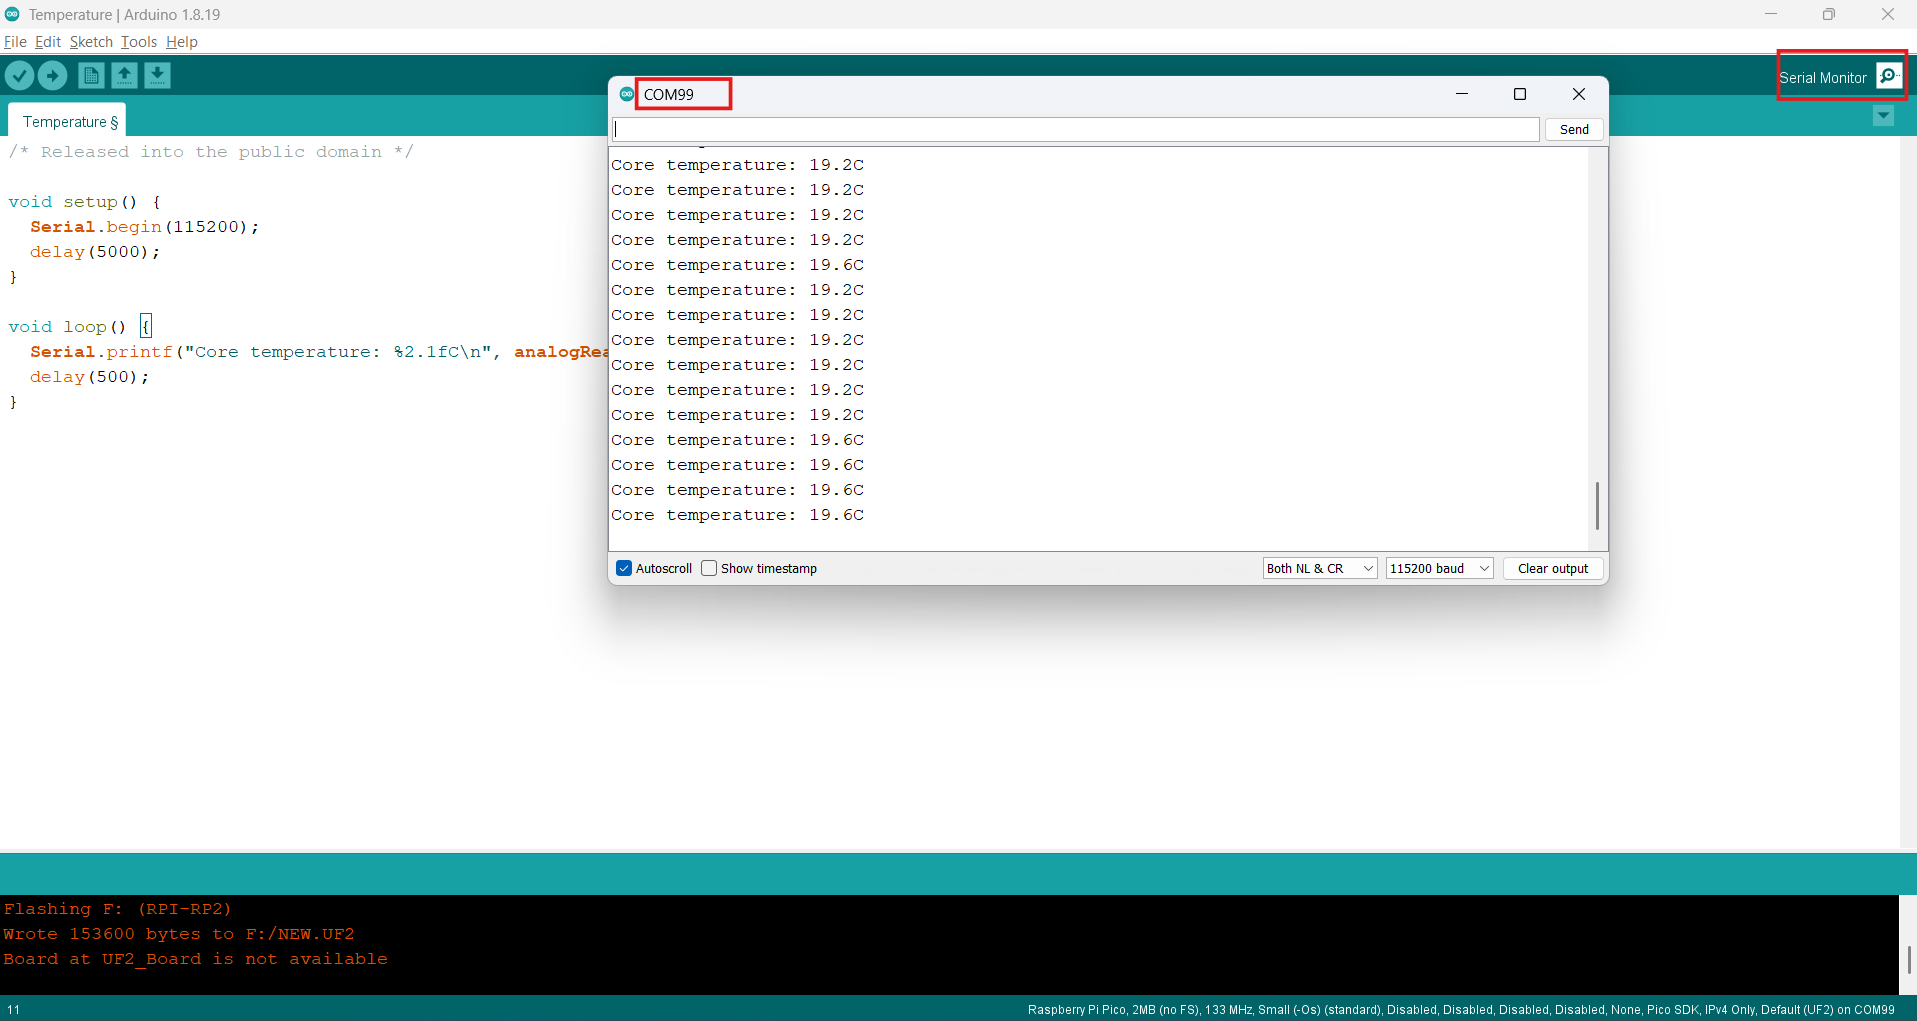 Temperature | Arduino 1.8.19
File Edit Sketch Tools Help
Serial Monitor
Temperature §
/* Released into the public domain */
void setup() {
Serial.begin(115200);
delay(5000);
}
void loop() {
Serial.printf("Core temperature: %2.1fC\n", analogRea
delay(500);
}
COM99
Send
Core temperature: 19.2C
Core temperature: 19.2C
Core temperature: 19.2C
Core temperature: 19.2C
Core temperature: 19.6C
Core temperature: 19.2C
Core temperature: 19.2C
Core temperature: 19.2C
Core temperature: 19.2C
Core temperature: 19.2C
Core temperature: 19.2C
Core temperature: 19.6C
Core temperature: 19.6C
Core temperature: 19.6C
Core temperature: 19.6C
Autoscroll Show timestamp Both NL & CR 115200 baud Clear output
Flashing F: (RPI-RP2)
Wrote 153600 bytes to F:/NEW.UF2
Board at UF2_Board is not available
11 Raspberry Pi Pico, 2MB (no FS), 133 MHz, Small (-Os) (standard), Disabled, Disabled, Disabled, Disabled, None, Pico SDK, IPv4 Only, Default (UF2) on COM99